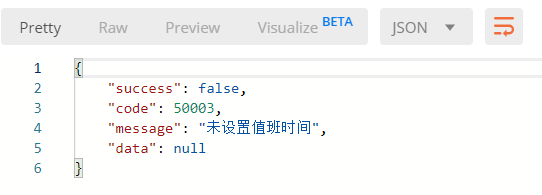 Pretty Raw Preview Visualize BETA JSON
1 {
2 "success": false,
3 "code": 50003,
4 "message": "未设置值班时间",
5 "data": null
6 }